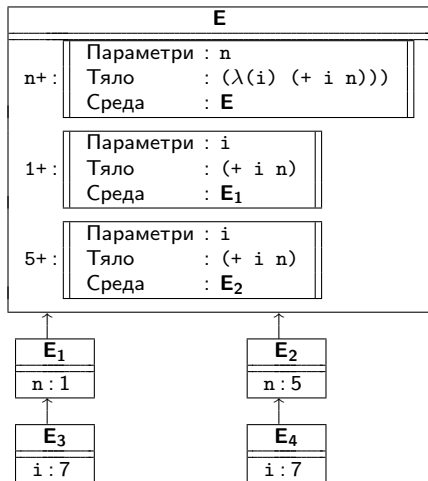 E
Параметри : n
n+ : Тяло : (λ(i) (+ i n)))
Среда : E
Параметри : i
1+ : Тяло : (+ i n)
Среда : E₁
Параметри : i
5+ : Тяло : (+ i n)
Среда : E₂
E₁ E₂
n : 1 n : 5
E₃ E₄
i : 7 i : 7